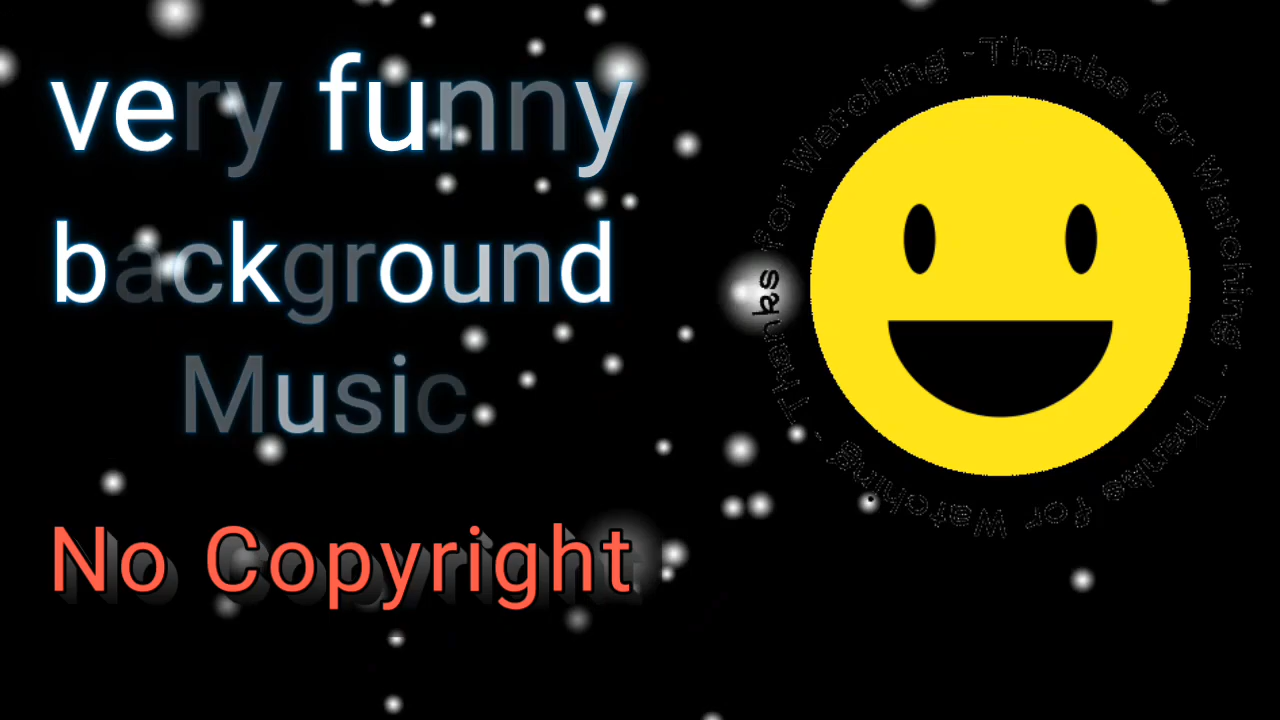 very funny
background
Music
No Copyright
Thanks for Watching - Thanks for Watching - Thanks for Watching - Thanks for Watching -